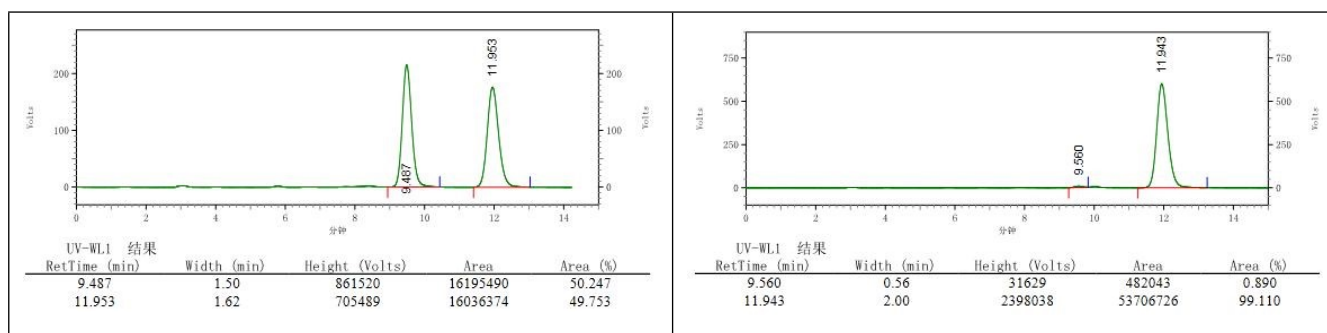 11.953
9.487
Volts
200
100
0
200
100
0
Volts
0 2 4 6 8 10 12 14
分钟
UV-WL1 结果
RetTime (min) Width (min) Height (Volts) Area Area (%)
9.487 1.50 861520 16195490 50.247
11.953 1.62 705489 16036374 49.753
11.943
9.560
Volts
750
500
250
0
750
500
250
0
Volts
0 2 4 6 8 10 12 14
分钟
UV-WL1 结果
RetTime (min) Width (min) Height (Volts) Area Area (%)
9.560 0.56 31629 482043 0.890
11.943 2.00 2398038 53706726 99.110